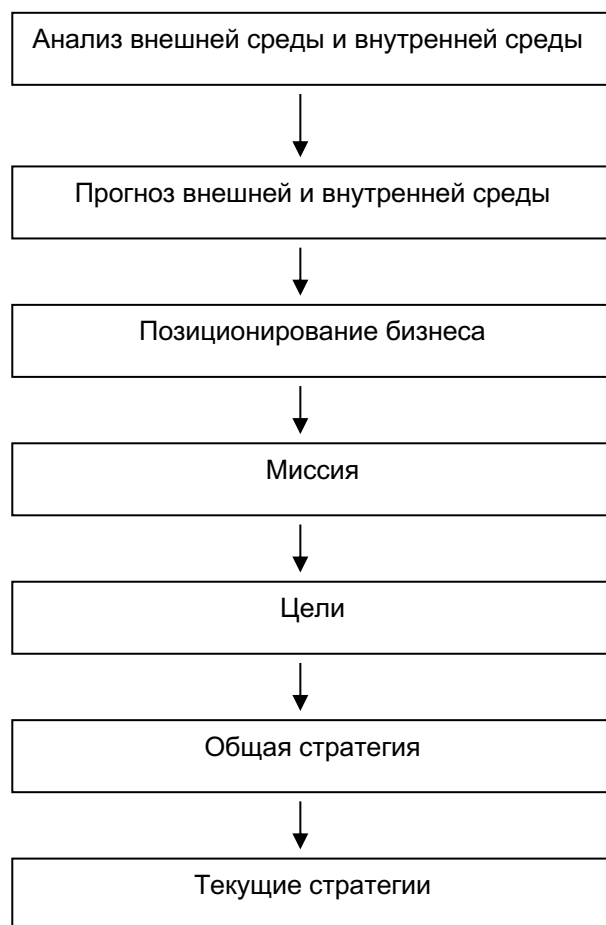 Анализ внешней среды и внутренней среды
Прогноз внешней и внутренней среды
Позиционирование бизнеса
Миссия
Цели
Общая стратегия
Текущие стратегии